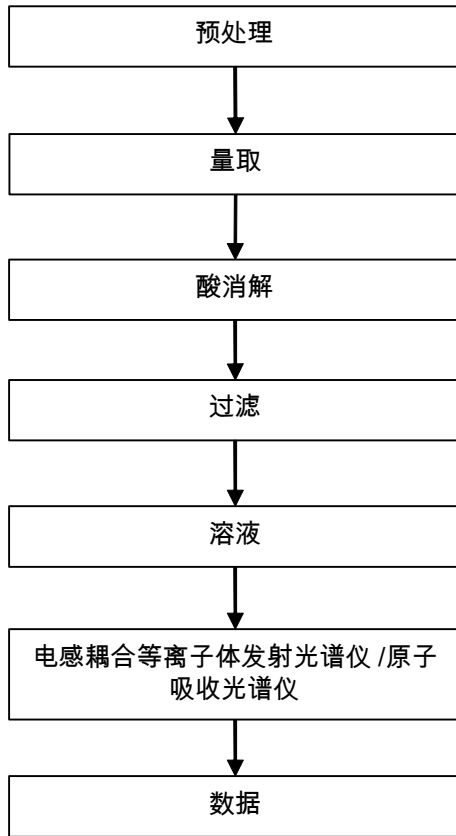 预处理
量取
酸消解
过滤
溶液
电感耦合等离子体发射光谱仪 /原子
吸收光谱仪
数据